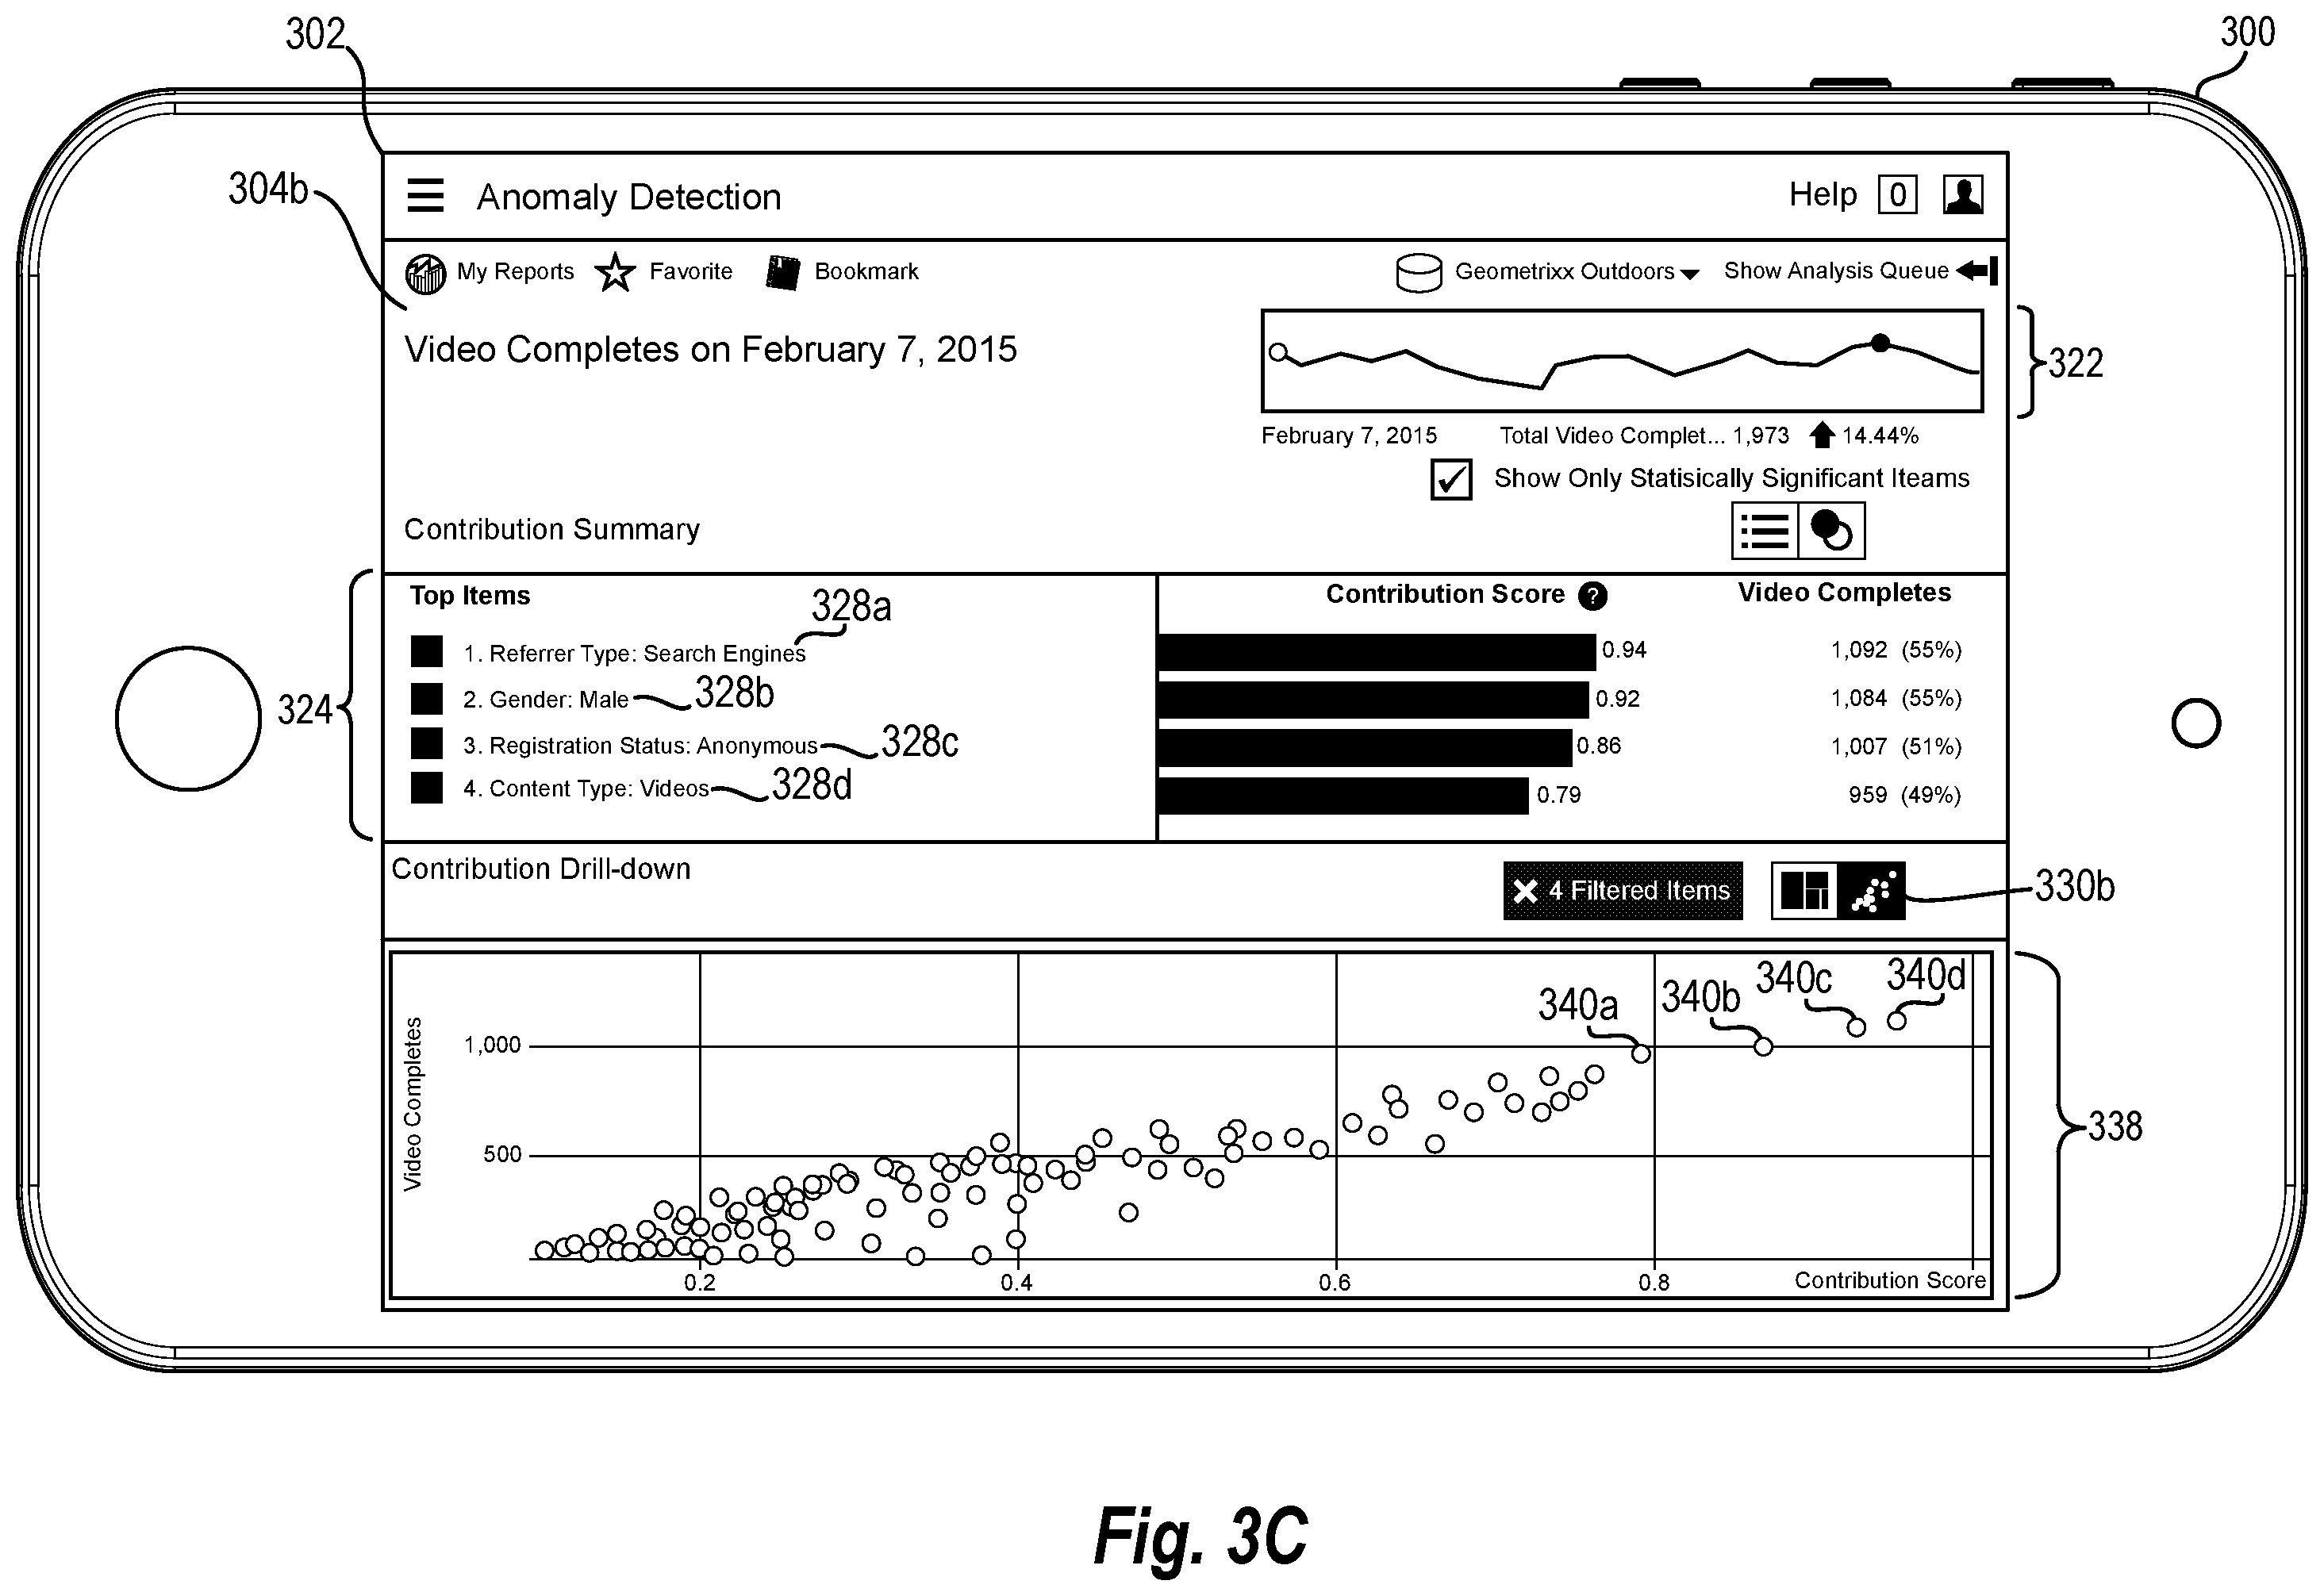 302
300
304b
Anomaly Detection
Help 0
My Reports Favorite Bookmark
Geometrixx Outdoors Show Analysis Queue
Video Completes on February 7, 2015
322
February 7, 2015 Total Video Complet... 1,973 14.44%
Show Only Statisically Significant Iteams
Contribution Summary
324
Top Items
Contribution Score ?
Video Completes
328a
1. Referrer Type: Search Engines
0.94
1,092 (55%)
2. Gender: Male 328b
0.92
1,084 (55%)
3. Registration Status: Anonymous 328c
0.86
1,007 (51%)
4. Content Type: Videos 328d
0.79
959 (49%)
Contribution Drill-down
4 Filtered Items
330b
340a
340b
340c
340d
Video Completes
1,000
500
338
0.2 0.4 0.6 0.8 Contribution Score
Fig. 3C